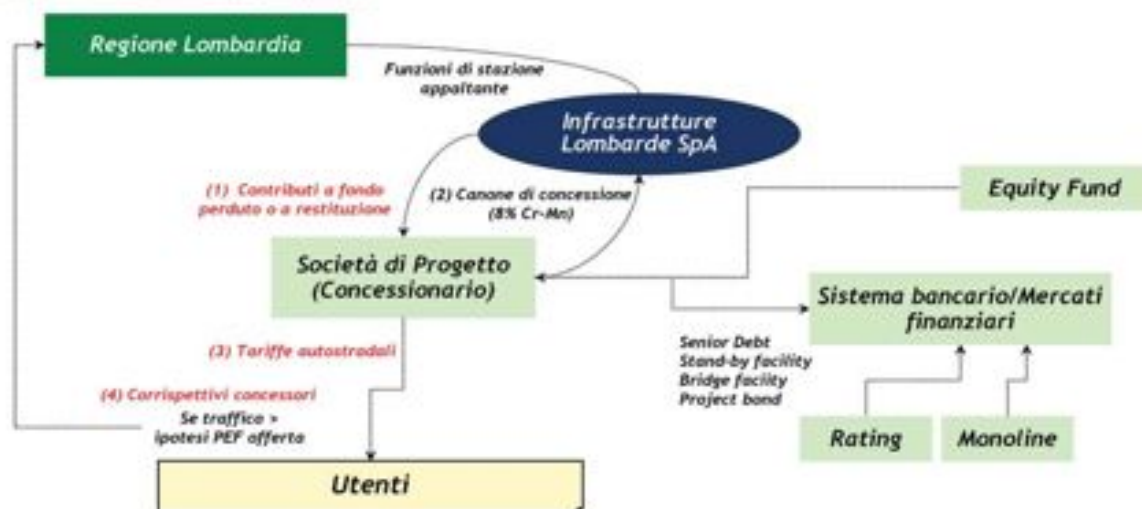 Regione Lombardia
Funzioni di stazione
appaltante
Infrastrutture
Lombarde SpA
(1) Contributi a fondo
perduto o a restituzione
(2) Canone di concessione
(8% Cr-Mn)
Equity Fund
Società di Progetto
(Concessionario)
Sistema bancario/Mercati
finanziari
(3) Tariffe autostradali
Senior Debt
Stand-by facility
Bridge faciity
Project bond
(4) Corrispettivi concessori
Se traffico >
ipotesi PEF offerta
Rating
Monoline
Utenti